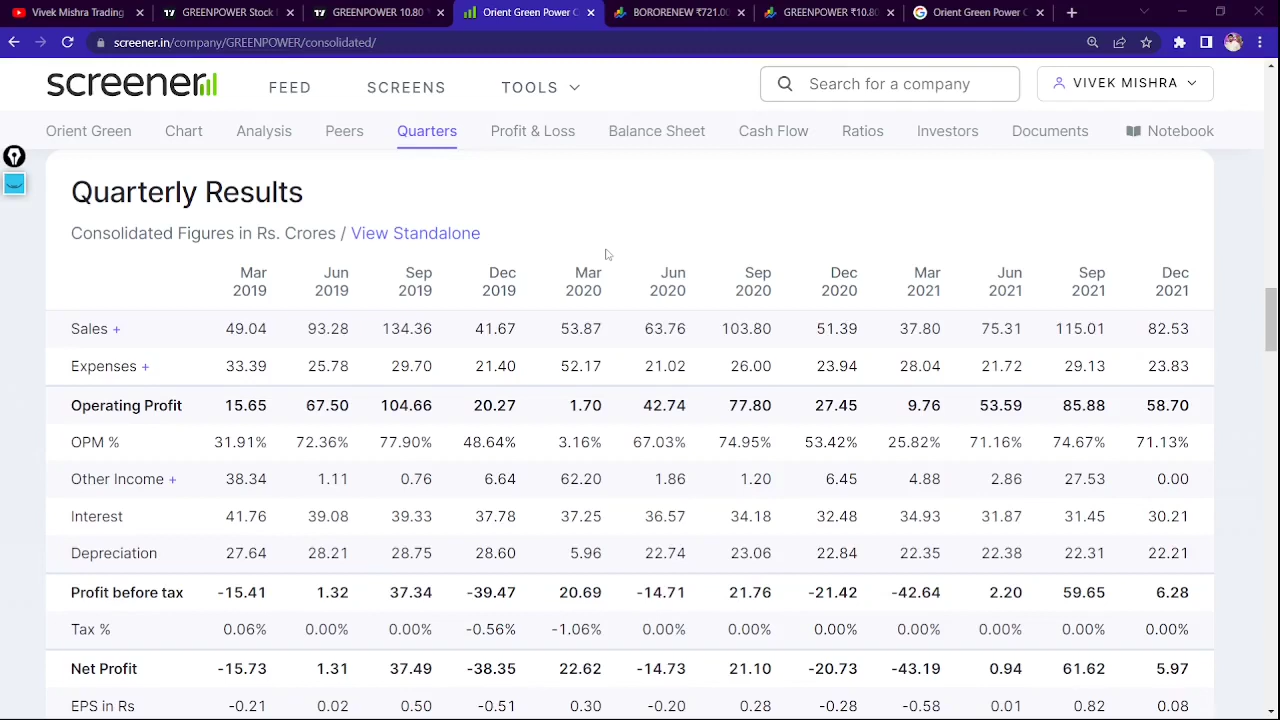 Vivek Mishra Trading
GREENPOWER Stock
GREENPOWER 10.80
Orient Green Power C
BORORENEW ₹721.0
GREENPOWER ₹10.80
Orient Green Power C
screener.in/company/GREENPOWER/consolidated/
screener
FEED
SCREENS
TOOLS
Search for a company
VIVEK MISHRA
Orient Green Chart Analysis Peers Quarters Profit & Loss Balance Sheet Cash Flow Ratios Investors Documents Notebook
Quarterly Results
Consolidated Figures in Rs. Crores / View Standalone
Mar Jun Sep Dec Mar Jun Sep Dec Mar Jun Sep Dec
2019 2019 2019 2019 2020 2020 2020 2020 2021 2021 2021 2021
Sales + 49.04 93.28 134.36 41.67 53.87 63.76 103.80 51.39 37.80 75.31 115.01 82.53
Expenses + 33.39 25.78 29.70 21.40 52.17 21.02 26.00 23.94 28.04 21.72 29.13 23.83
Operating Profit 15.65 67.50 104.66 20.27 1.70 42.74 77.80 27.45 9.76 53.59 85.88 58.70
OPM % 31.91% 72.36% 77.90% 48.64% 3.16% 67.03% 74.95% 53.42% 25.82% 71.16% 74.67% 71.13%
Other Income + 38.34 1.11 0.76 6.64 62.20 1.86 1.20 6.45 4.88 2.86 27.53 0.00
Interest 41.76 39.08 39.33 37.78 37.25 36.57 34.18 32.48 34.93 31.87 31.45 30.21
Depreciation 27.64 28.21 28.75 28.60 5.96 22.74 23.06 22.84 22.35 22.38 22.31 22.21
Profit before tax -15.41 1.32 37.34 -39.47 20.69 -14.71 21.76 -21.42 -42.64 2.20 59.65 6.28
Tax % 0.06% 0.00% 0.00% -0.56% -1.06% 0.00% 0.00% 0.00% 0.00% 0.00% 0.00% 0.00%
Net Profit -15.73 1.31 37.49 -38.35 22.62 -14.73 21.10 -20.73 -43.19 0.94 61.62 5.97
EPS in Rs -0.21 0.02 0.50 -0.51 0.30 -0.20 0.28 -0.28 -0.58 0.01 0.82 0.08